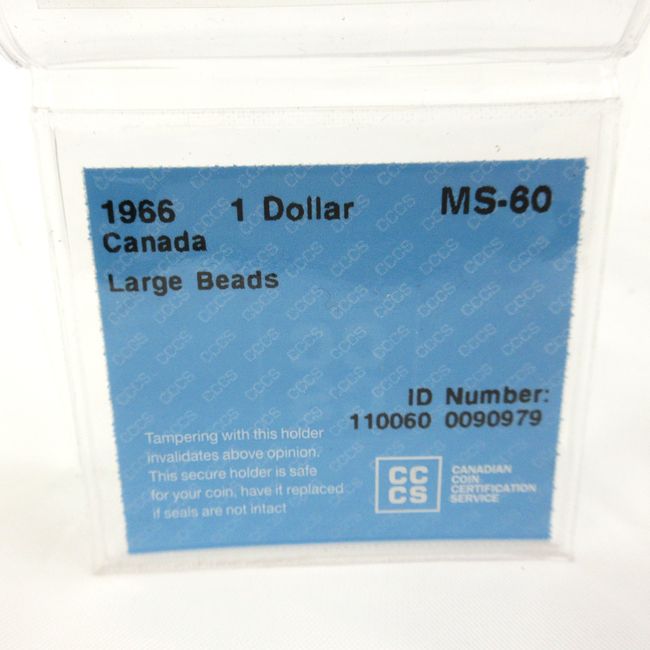 1966 1 Dollar MS-60
Canada
Large Beads
ID Number:
110060 0090979
Tampering with this holder
invalidates above opinion.
This secure holder is safe
for your coin, have it replaced
if seals are not intact
CC
CS
CANADIAN
COIN
CERTIFICATION
SERVICE